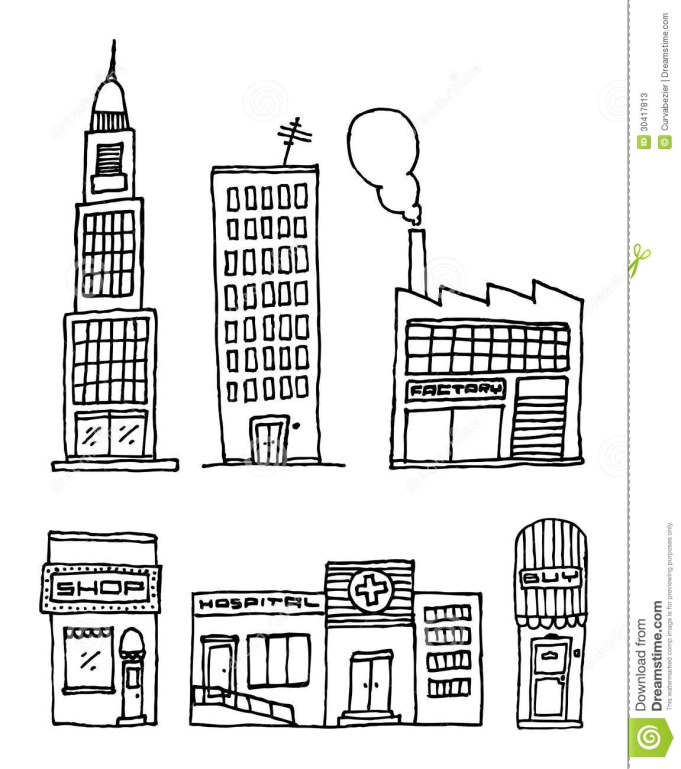 FACTORY
SHOP
HOSPITAL
BUY
ID 30417813
© Curvabezier | Dreamstime.com
Download from
Dreamstime.com
This watermarked comp image is for previewing purposes only.